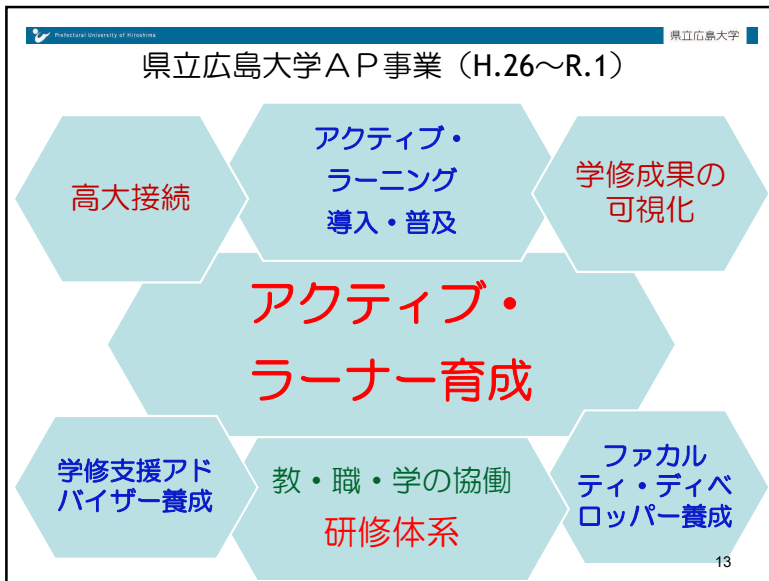 Prefectural University of Hiroshima
県立広島大学
県立広島大学ＡＰ事業（H.26～R.1）
高大接続
アクティブ・
ラーニング
導入・普及
学修成果の
可視化
アクティブ・
ラーナー育成
学修支援アド
バイザー養成
教・職・学の協働
研修体系
ファカル
ティ・ディベ
ロッパー養成
13